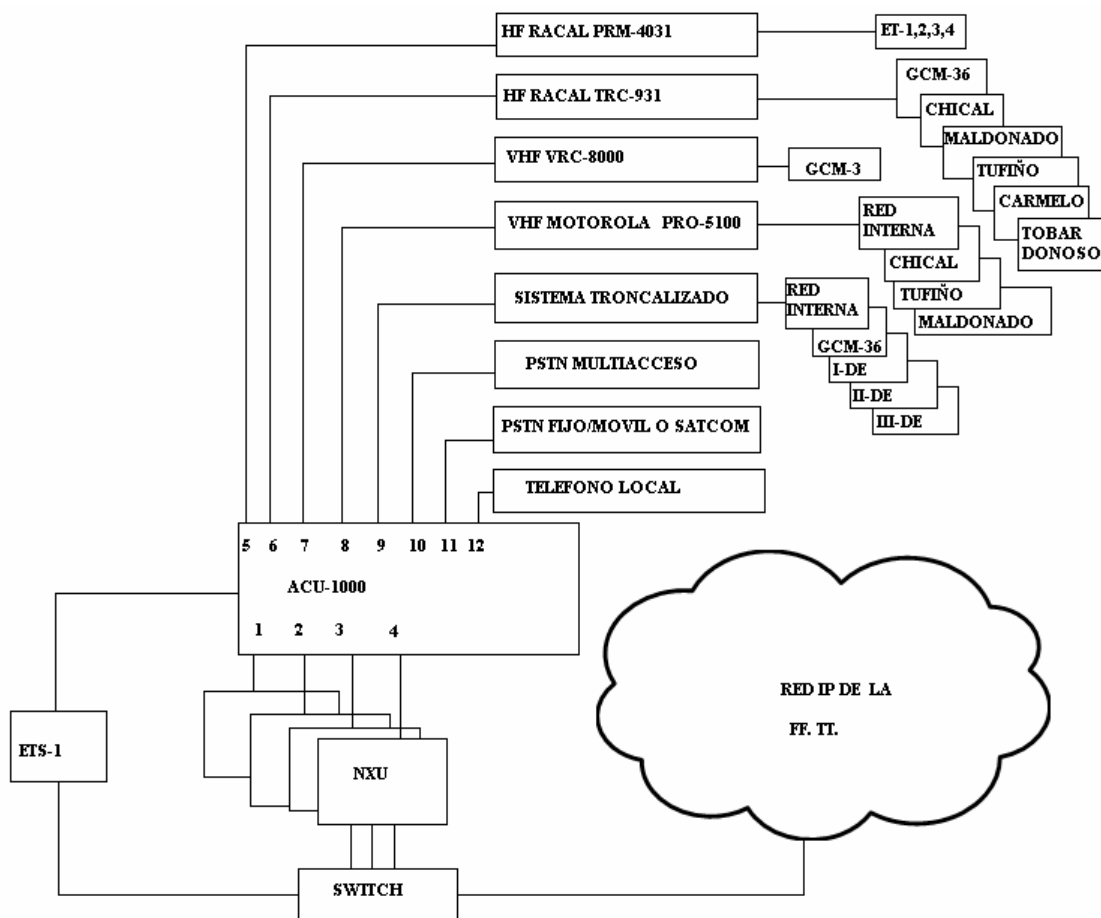 HF RACAL PRM-4031
ET-1,2,3,4
HF RACAL TRC-931
GCM-36
CHICAL
MALDONADO
TUFIÑO
CARMELO
TOBAR
DONOSO
VHF VRC-8000
GCM-3
VHF MOTOROLA PRO-5100
RED
INTERNA
CHICAL
TUFIÑO
MALDONADO
SISTEMA TRONCALIZADO
RED
INTERNA
GCM-36
I-DE
II-DE
III-DE
PSTN MULTIACCESO
PSTN FIJO/MOVIL O SATCOM
TELEFONO LOCAL
5 6 7 8 9 10 11 12
ACU-1000
1 2 3 4
ETS-1
NXU
SWITCH
RED IP DE LA
FF. TT.